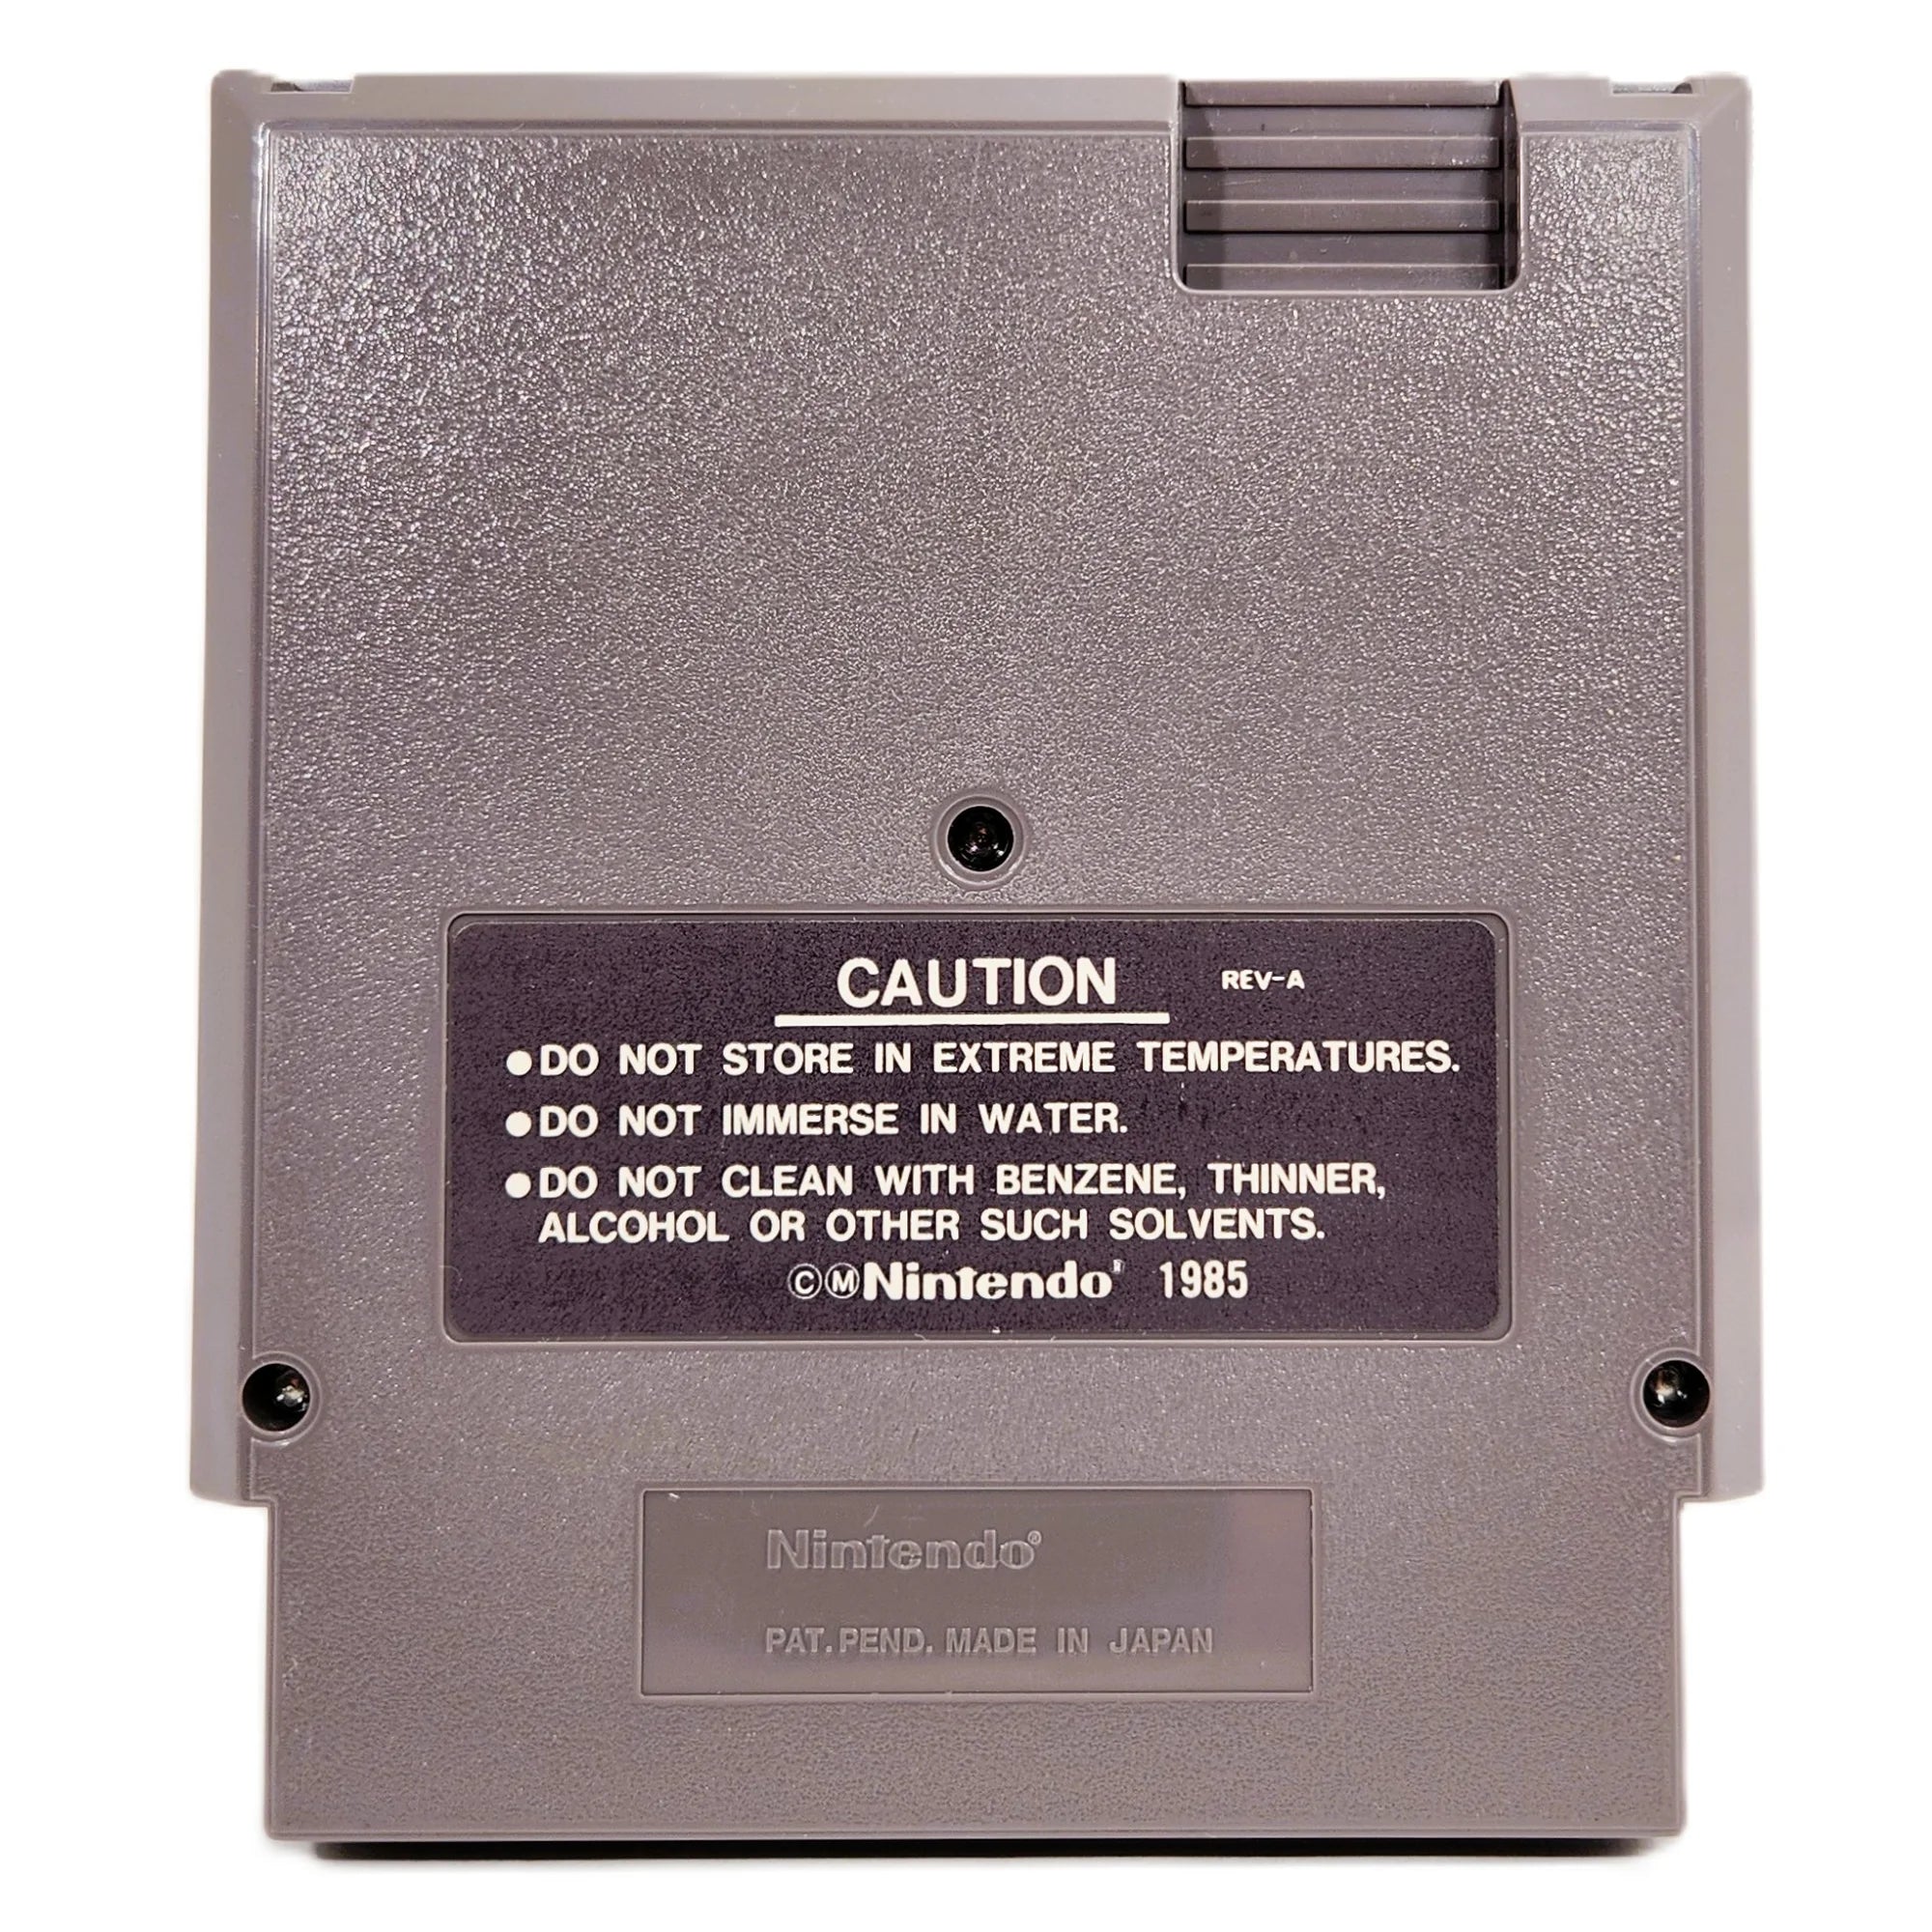 CAUTION REV-A
●DO NOT STORE IN EXTREME TEMPERATURES.
●DO NOT IMMERSE IN WATER.
●DO NOT CLEAN WITH BENZENE, THINNER,
ALCOHOL OR OTHER SUCH SOLVENTS.
ⒸⓂNintendo® 1985
Nintendo®
PAT. PEND. MADE IN JAPAN